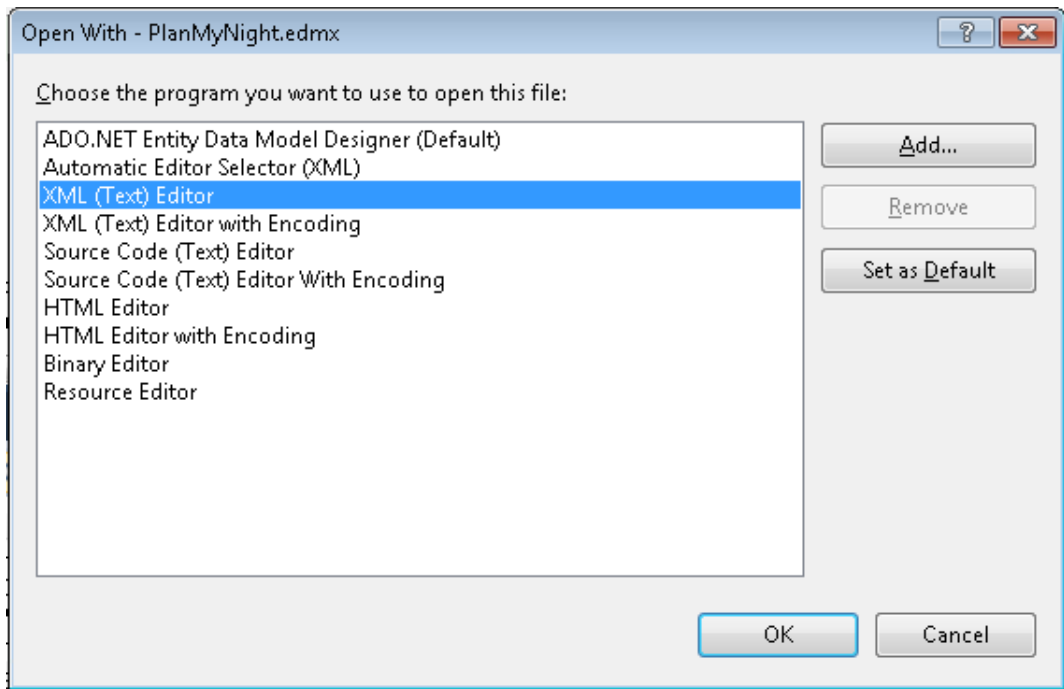 Open With - PlanMyNight.edmx
Choose the program you want to use to open this file:
ADO.NET Entity Data Model Designer (Default)
Automatic Editor Selector (XML)
XML (Text) Editor
XML (Text) Editor with Encoding
Source Code (Text) Editor
Source Code (Text) Editor With Encoding
HTML Editor
HTML Editor with Encoding
Binary Editor
Resource Editor
Add...
Remove
Set as Default
OK
Cancel